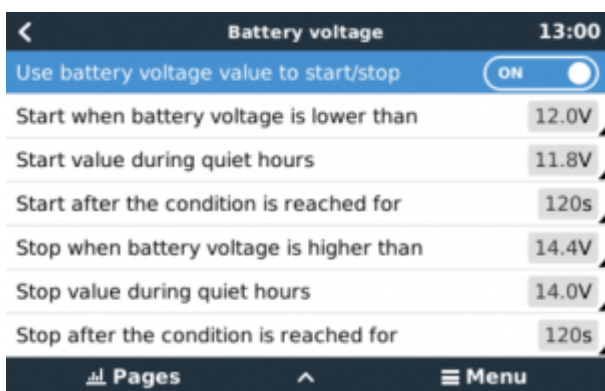 Battery voltage 13:00
Use battery voltage value to start/stop ON
Start when battery voltage is lower than 12.0V
Start value during quiet hours 11.8V
Start after the condition is reached for 120s
Stop when battery voltage is higher than 14.4V
Stop value during quiet hours 14.0V
Stop after the condition is reached for 120s
Pages Menu